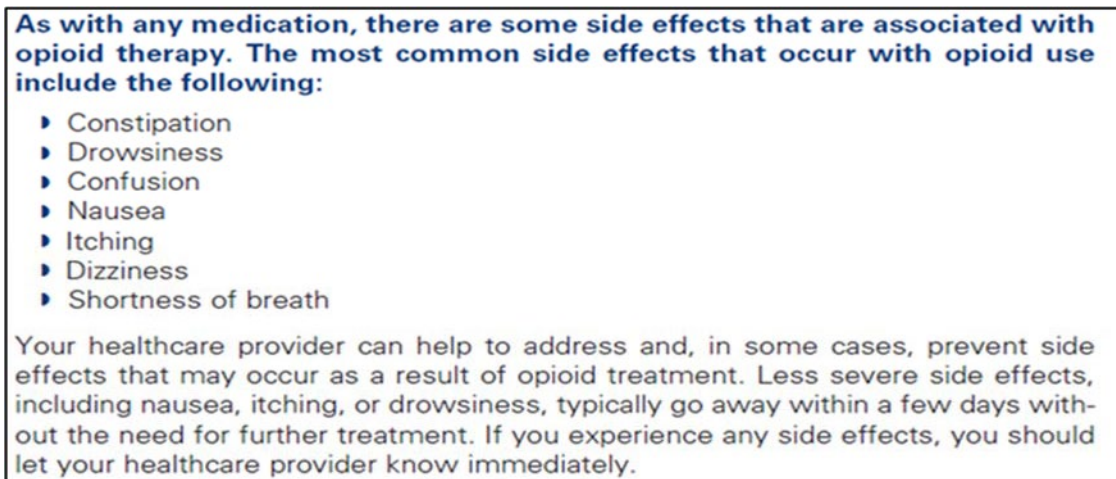 As with any medication, there are some side effects that are associated with
opioid therapy. The most common side effects that occur with opioid use
include the following:
Constipation
Drowsiness
Confusion
Nausea
Itching
Dizziness
Shortness of breath
Your healthcare provider can help to address and, in some cases, prevent side
effects that may occur as a result of opioid treatment. Less severe side effects,
including nausea, itching, or drowsiness, typically go away within a few days with-
out the need for further treatment. If you experience any side effects, you should
let your healthcare provider know immediately.